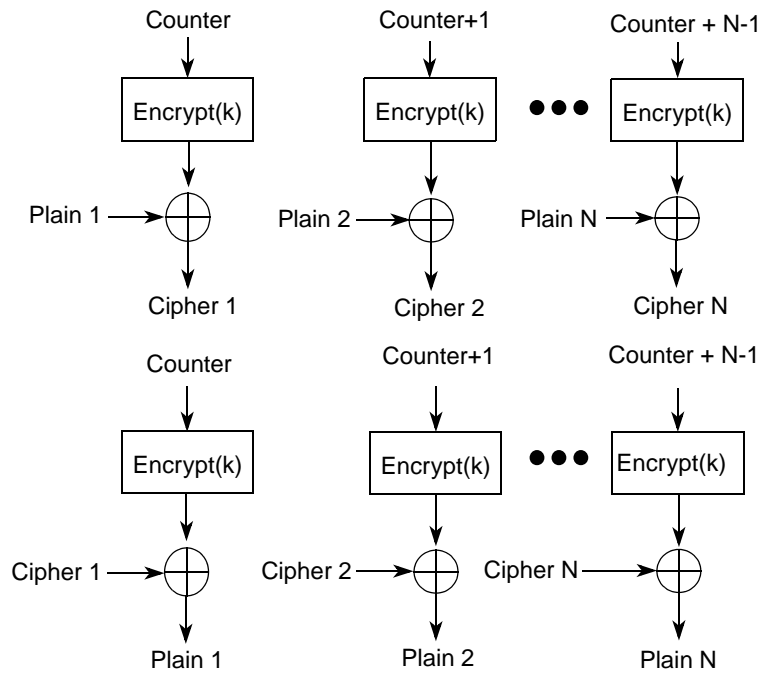 Counter Counter+1 Counter + N-1
Encrypt(k) Encrypt(k) Encrypt(k)
Plain 1 Plain 2 Plain N
Cipher 1 Cipher 2 Cipher N
Counter Counter+1 Counter + N-1
Encrypt(k) Encrypt(k) Encrypt(k)
Cipher 1 Cipher 2 Cipher N
Plain 1 Plain 2 Plain N